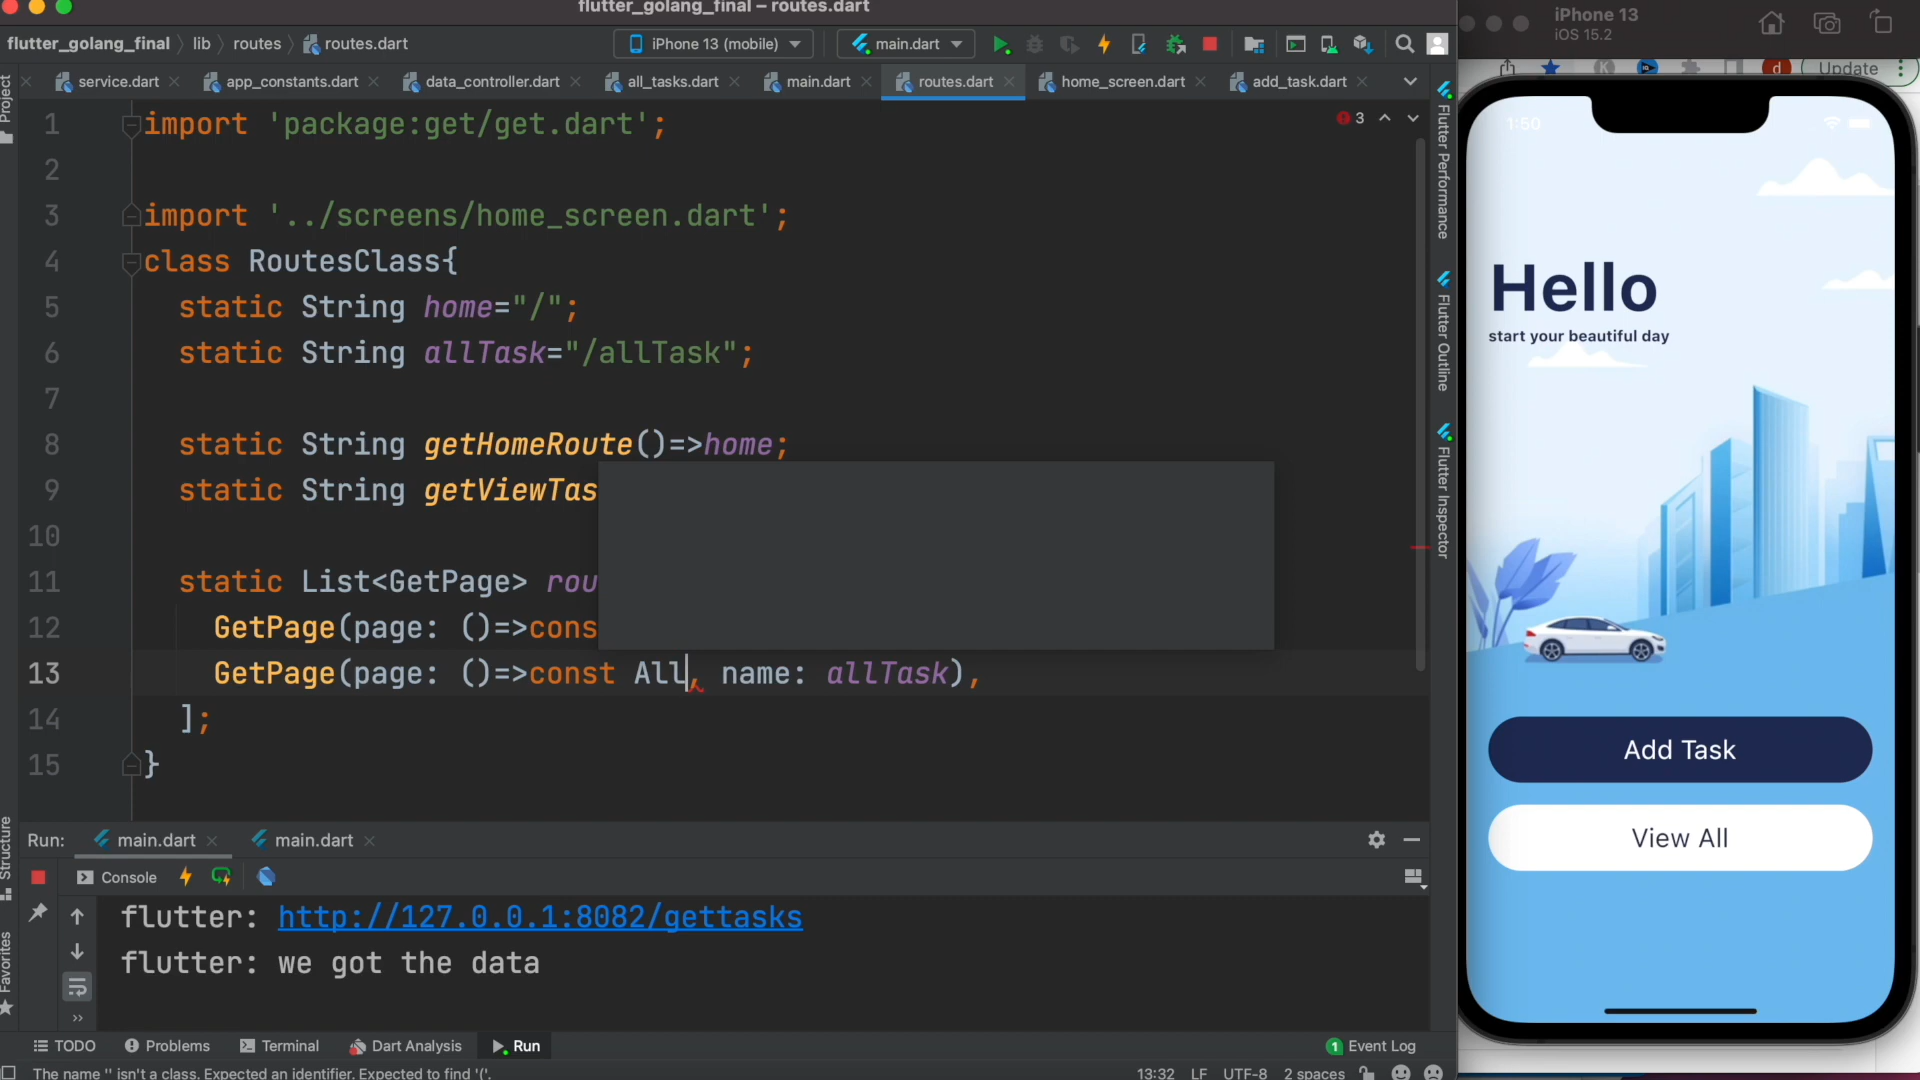 flutter_golang_final – routes.dart
flutter_golang_final
lib
routes
routes.dart
iPhone 13 (mobile)
main.dart
service.dart
app_constants.dart
data_controller.dart
all_tasks.dart
main.dart
routes.dart
home_screen.dart
add_task.dart
Project
1 import 'package:get/get.dart';
2
3 import '../screens/home_screen.dart';
4 class RoutesClass{
5 static String home="/";
6 static String allTask="/allTask";
7
8 static String getHomeRoute()=>home;
9 static String getViewTas
10
11 static List<GetPage> rou
12 GetPage(page: ()=>cons
13 GetPage(page: ()=>const All, name: allTask),
14 ];
15 }
3
Flutter Performance
Flutter Outline
Flutter Inspector
Structure
Favorites
Run:
main.dart
main.dart
Console
flutter: http://127.0.0.1:8082/gettasks
flutter: we got the data
TODO
Problems
Terminal
Dart Analysis
Run
1 Event Log
The name '' isn't a class. Expected an identifier. Expected to find '('.
13:32
LF
UTF-8
2 spaces
iPhone 13
iOS 15.2
K
d
Update
1:50
Hello
start your beautiful day
Add Task
View All